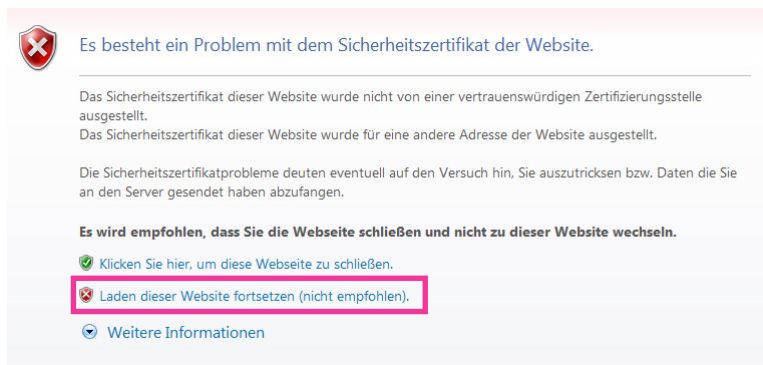 Es besteht ein Problem mit dem Sicherheitszertifikat der Website.
Das Sicherheitszertifikat dieser Website wurde nicht von einer vertrauenswürdigen Zertifizierungsstelle
ausgestellt.
Das Sicherheitszertifikat dieser Website wurde für eine andere Adresse der Website ausgestellt.
Die Sicherheitszertifikatprobleme deuten eventuell auf den Versuch hin, Sie auszutricksen bzw. Daten die Sie
an den Server gesendet haben abzufangen.
Es wird empfohlen, dass Sie die Webseite schließen und nicht zu dieser Website wechseln.
Klicken Sie hier, um diese Webseite zu schließen.
Laden dieser Website fortsetzen (nicht empfohlen).
Weitere Informationen